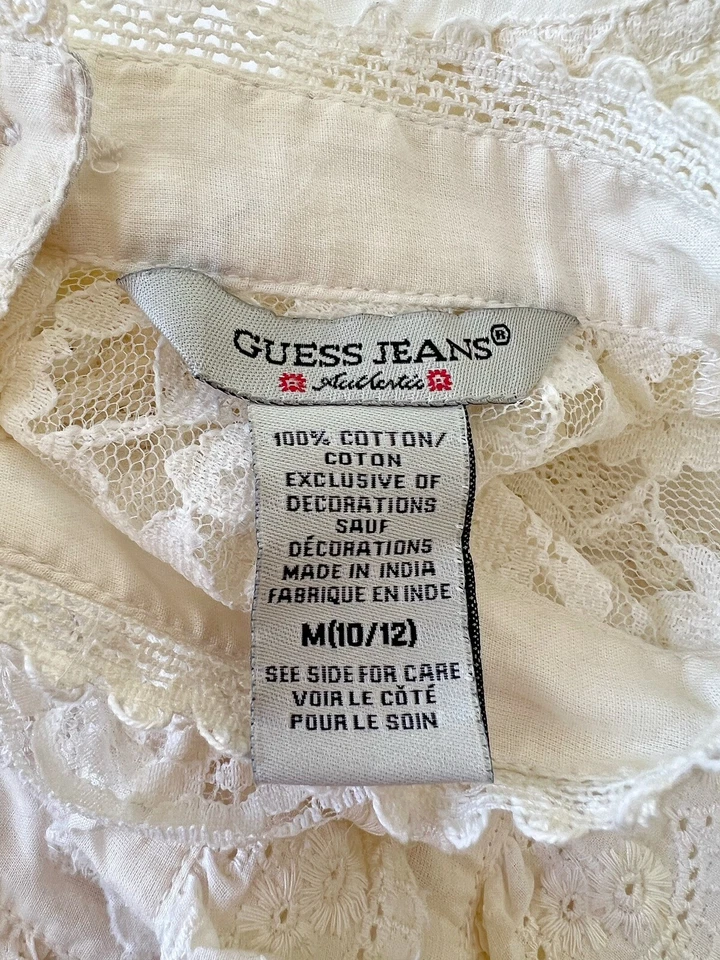 GUESS JEANS®
Authentic
100% COTTON/
COTON
EXCLUSIVE OF
DECORATIONS
SAUF
DÉCORATIONS
MADE IN INDIA
FABRIQUE EN INDE
M(10/12)
SEE SIDE FOR CARE
VOIR LE CÔTÉ
POUR LE SOIN